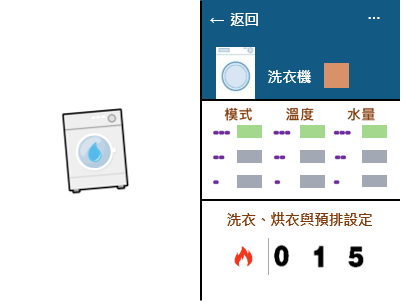 ← 返回
...
洗衣機
模式 溫度 水量
--- --- ---
-- -- --
- - -
洗衣、烘衣與預排設定
0 1 5